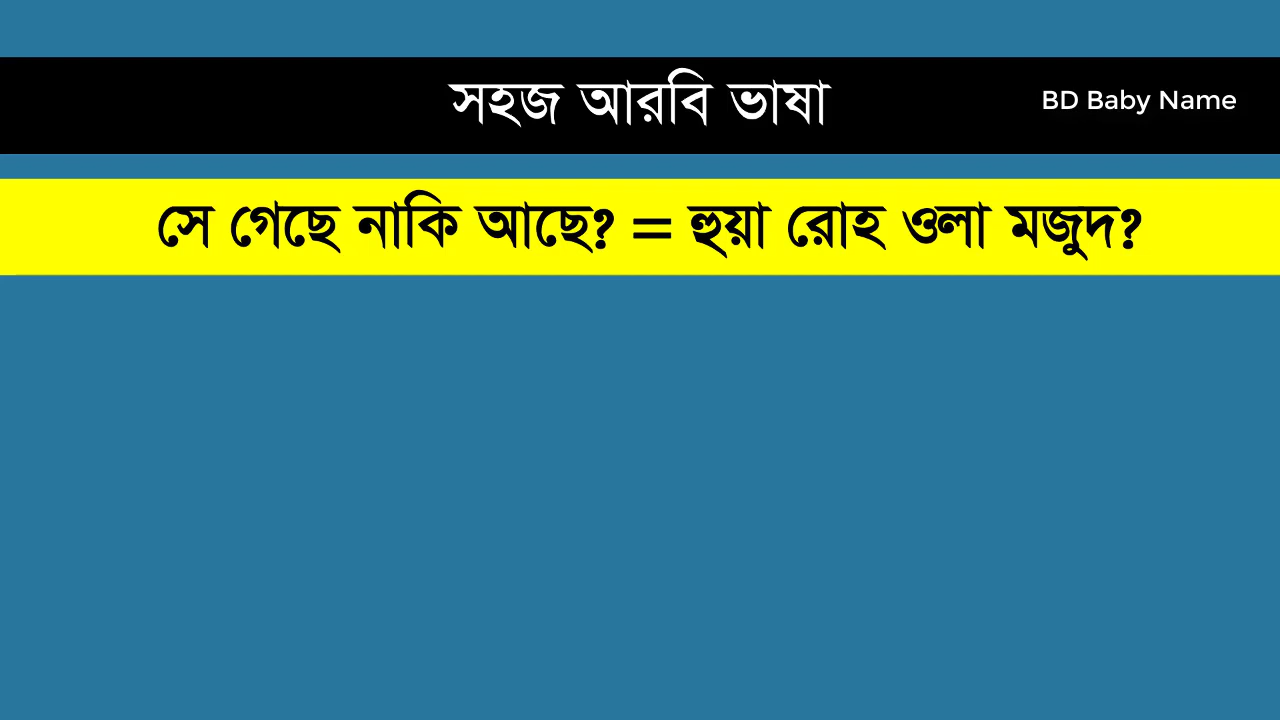 সহজ আরবি ভাষা
BD Baby Name
সে গেছে নাকি আছে? = হুয়া রোহ ওলা মজুদ?